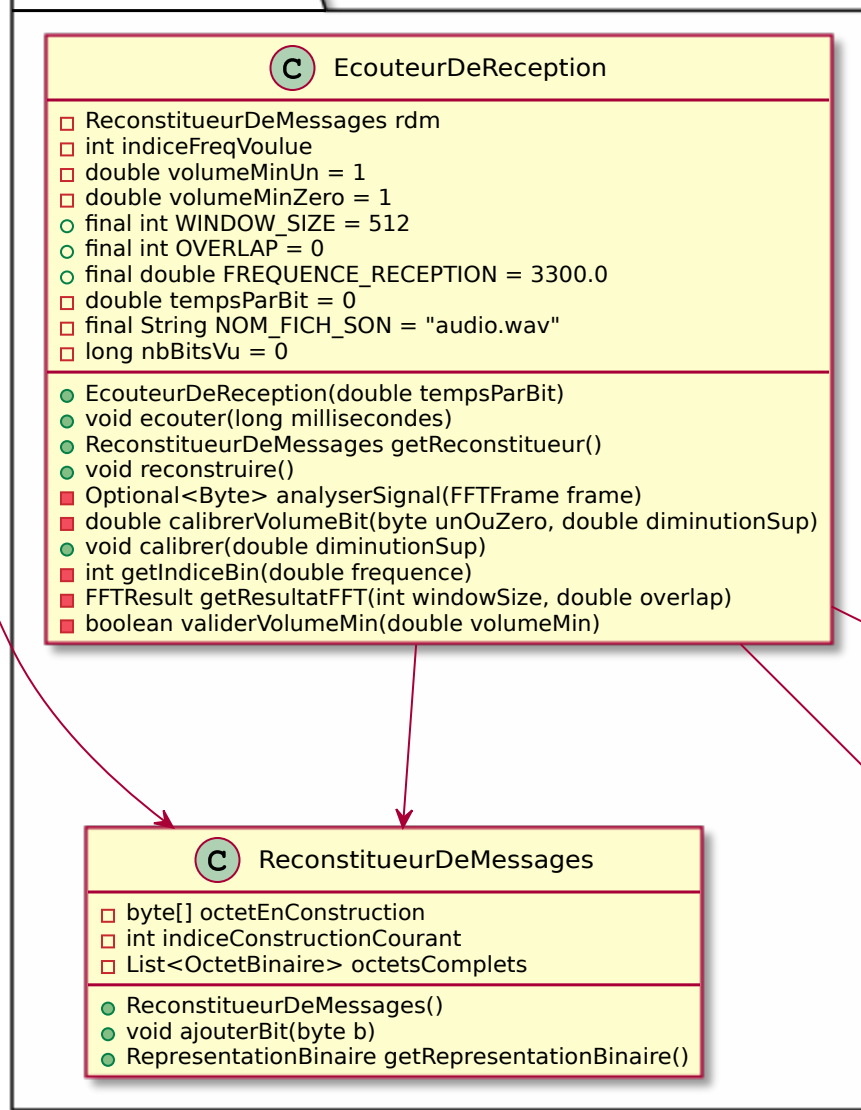 C EcouteurDeReception
ReconstitueurDeMessages rdm
int indiceFreqVoulue
double volumeMinUn = 1
double volumeMinZero = 1
final int WINDOW_SIZE = 512
final int OVERLAP = 0
final double FREQUENCE_RECEPTION = 3300.0
double tempsParBit = 0
final String NOM_FICH_SON = "audio.wav"
long nbBitsVu = 0
EcouteurDeReception(double tempsParBit)
void ecouter(long millisecondes)
ReconstitueurDeMessages getReconstitueur()
void reconstruire()
Optional<Byte> analyserSignal(FFTFrame frame)
double calibrerVolumeBit(byte unOuZero, double diminutionSup)
void calibrer(double diminutionSup)
int getIndiceBin(double frequence)
FFTResult getResultatFFT(int windowSize, double overlap)
boolean validerVolumeMin(double volumeMin)
C ReconstitueurDeMessages
byte[] octetEnConstruction
int indiceConstructionCourant
List<OctetBinaire> octetsComplets
ReconstitueurDeMessages()
void ajouterBit(byte b)
RepresentationBinaire getRepresentationBinaire()